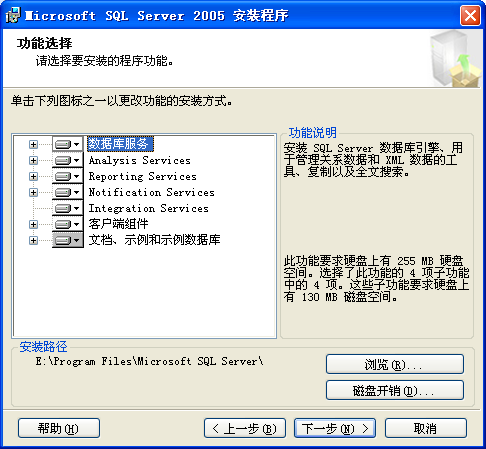 Microsoft SQL Server 2005 安装程序
功能选择
请选择要安装的程序功能。
单击下列图标之一以更改功能的安装方式。
数据库服务
Analysis Services
Reporting Services
Notification Services
Integration Services
客户端组件
文档、示例和示例数据库
功能说明
安装 SQL Server 数据库引擎、用
于管理关系数据和 XML 数据的工
具、复制以及全文搜索。
此功能要求硬盘上有 255 MB 硬盘
空间。选择了此功能的 4 项子功能
中的 4 项。这些子功能要求硬盘上
有 130 MB 磁盘空间。
安装路径
E:\Program Files\Microsoft SQL Server\
浏览(R)...
磁盘开销(D)...
帮助(H)
< 上一步(B)
下一步(N) >
取消